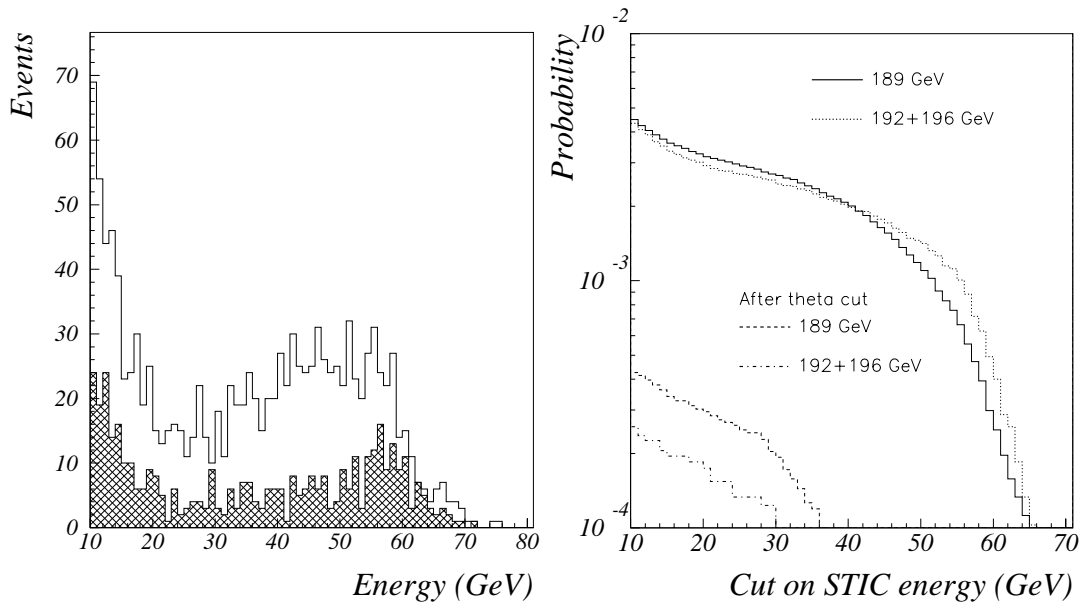 Events
70
60
50
40
30
20
10
0
10 20 30 40 50 60 70 80
Energy (GeV)
Probability
10 -2
10 -3
10 -4
189 GeV
192+196 GeV
After theta cut
189 GeV
192+196 GeV
10 20 30 40 50 60 70
Cut on STIC energy (GeV)